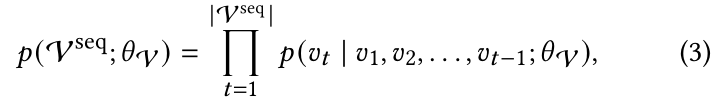 p(𝒱^seq; θ_𝒱) = ∏_{t=1}^{|𝒱^seq|} p(v_t | v_1, v_2, . . . , v_{t−1}; θ_𝒱), (3)